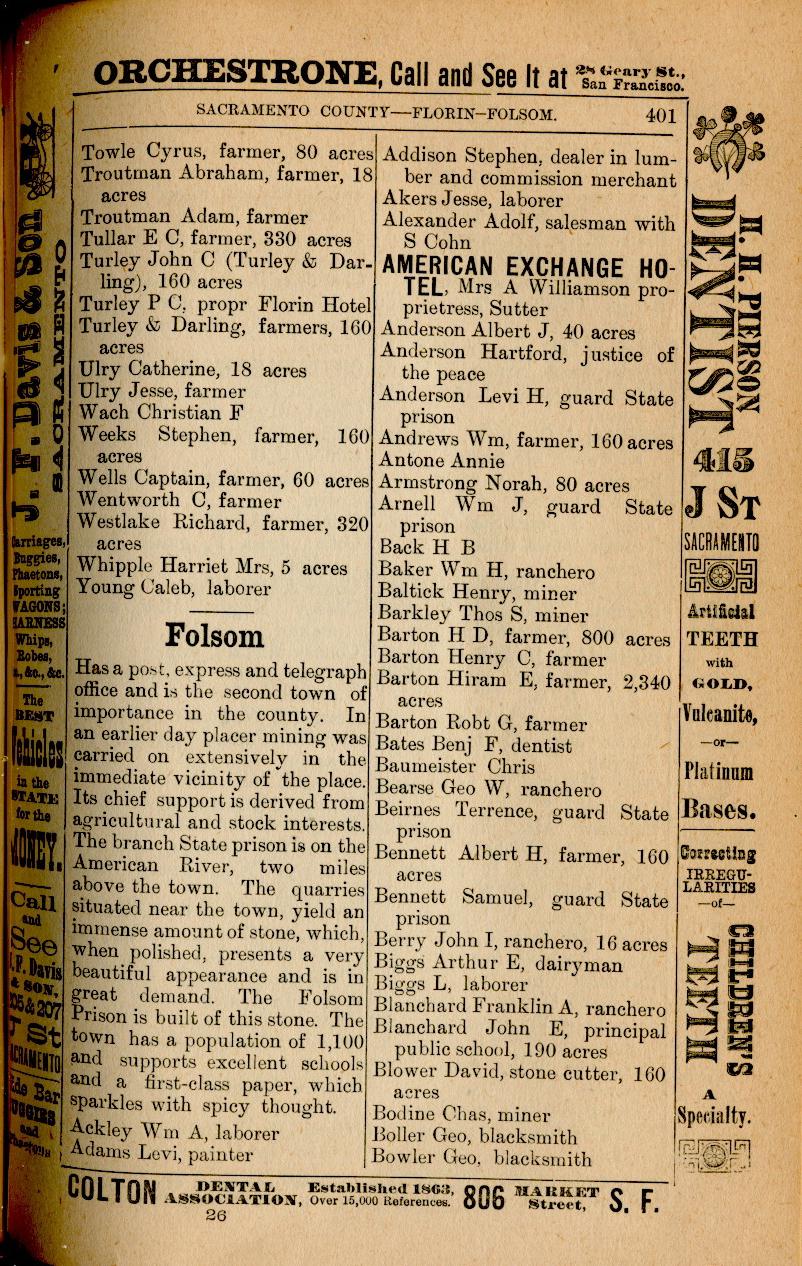 ORCHESTRONE, Call and See It at 28 Geary St., San Francisco.
SACRAMENTO COUNTY—FLORIN—FOLSOM. 401
Towle Cyrus, farmer, 80 acres
Troutman Abraham, farmer, 18
acres
Troutman Adam, farmer
Tullar E C, farmer, 330 acres
Turley John C (Turley & Dar-
ling), 160 acres
Turley P C, propr Florin Hotel
Turley & Darling, farmers, 160
acres
Ulry Catherine, 18 acres
Ulry Jesse, farmer
Wach Christian F
Weeks Stephen, farmer, 160
acres
Wells Captain, farmer, 60 acres
Wentworth C, farmer
Westlake Richard, farmer, 320
acres
Whipple Harriet Mrs, 5 acres
Young Caleb, laborer
Folsom
Has a post, express and telegraph
office and is the second town of
importance in the county. In
an earlier day placer mining was
carried on extensively in the
immediate vicinity of the place.
Its chief support is derived from
agricultural and stock interests.
The branch State prison is on the
American River, two miles
above the town. The quarries
situated near the town, yield an
immense amount of stone, which,
when polished, presents a very
beautiful appearance and is in
great demand. The Folsom
Prison is built of this stone. The
town has a population of 1,100
and supports excellent schools
and a first-class paper, which
sparkles with spicy thought.
Ackley Wm A, laborer
Adams Levi, painter
Addison Stephen, dealer in lum-
ber and commission merchant
Akers Jesse, laborer
Alexander Adolf, salesman with
S Cohn
AMERICAN EXCHANGE HO-
TEL, Mrs A Williamson pro-
prietress, Sutter
Anderson Albert J, 40 acres
Anderson Hartford, justice of
the peace
Anderson Levi H, guard State
prison
Andrews Wm, farmer, 160 acres
Antone Annie
Armstrong Norah, 80 acres
Arnell Wm J, guard State
prison
Back H B
Baker Wm H, ranchero
Baltick Henry, miner
Barkley Thos S, miner
Barton H D, farmer, 800 acres
Barton Henry C, farmer
Barton Hiram E, farmer, 2,340
acres
Barton Robt G, farmer
Bates Benj F, dentist
Baumeister Chris
Bearse Geo W, ranchero
Beirnes Terrence, guard State
prison
Bennett Albert H, farmer, 160
acres
Bennett Samuel, guard State
prison
Berry John I, ranchero, 16 acres
Biggs Arthur E, dairyman
Biggs L, laborer
Blanchard Franklin A, ranchero
Blanchard John E, principal
public school, 190 acres
Blower David, stone cutter, 160
acres
Bodine Chas, miner
Boller Geo, blacksmith
Bowler Geo, blacksmith
H. H. PIERSON
DENTIST
415
J ST
SACRAMENTO
Artificial
TEETH
with
GOLD,
Vulcanite,
—or—
Platinum
Bases.
Correcting
IRREGU-
LARITIES
—of—
CHILDREN'S
TEETH
A
Specialty.
DAVIS & SON
SACRAMENTO
Carriages,
Buggies,
Phaetons,
Sporting
WAGONS;
HARNESS
Whips,
Robes,
&c., &c.
The
BEST
Vehicles
in the
STATE
for the
MONEY.
Call
and
See
F. Davis
& SON.
& 207
J St
SACRAMENTO
Side Bar
BUGGIES
and
COLTON DENTAL ASSOCIATION, Established 1863, Over 15,000 References. 806 MARKET Street, S. F.
26